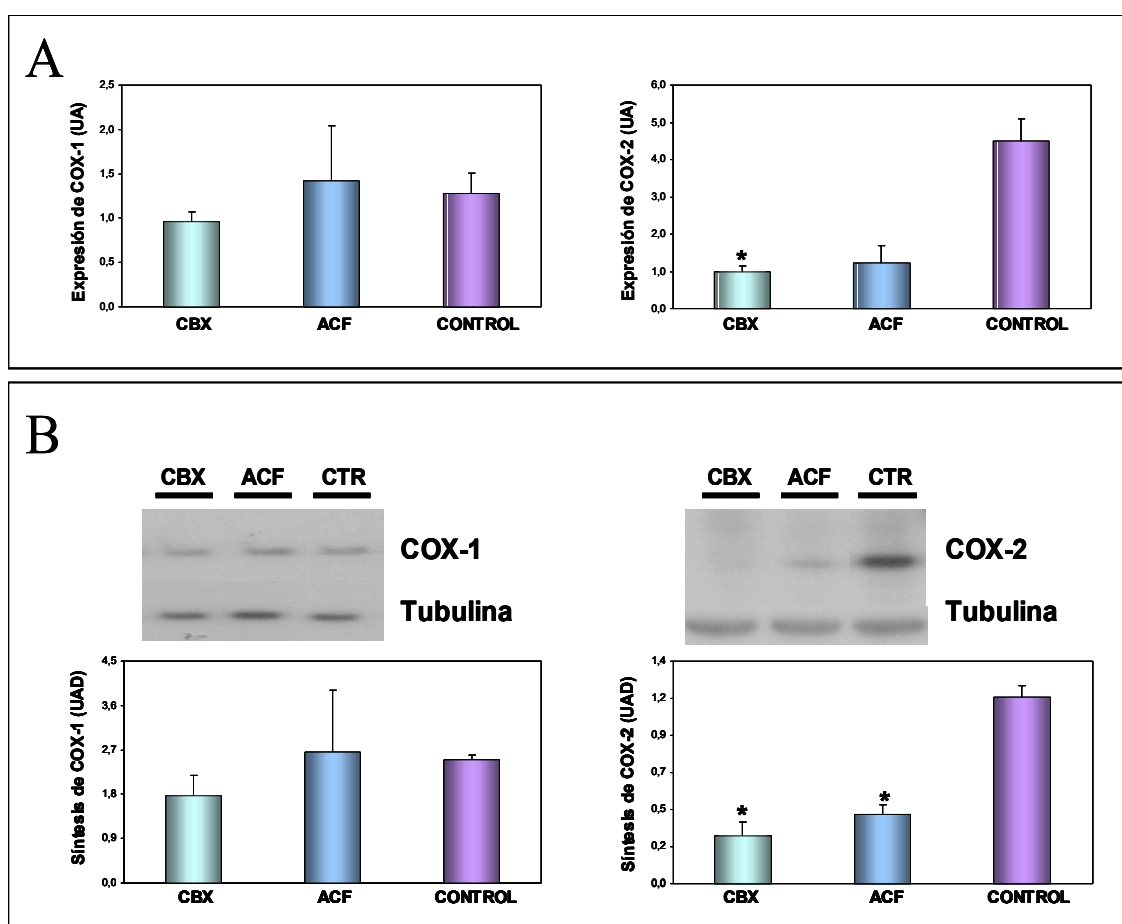 A
Expresión de COX-1 (UA)
2,5
2,0
1,5
1,0
0,5
0,0
CBX ACF CONTROL
Expresión de COX-2 (UA)
6,0
5,0
4,0
3,0
2,0
1,0
0,0
*
CBX ACF CONTROL
B
CBX ACF CTR
COX-1
Tubulina
Síntesis de COX-1 (UAD)
4,5
3,6
2,7
1,8
0,9
0,0
CBX ACF CONTROL
CBX ACF CTR
COX-2
Tubulina
Síntesis de COX-2 (UAD)
1,4
1,2
0,9
0,7
0,5
0,2
0,0
* *
CBX ACF CONTROL